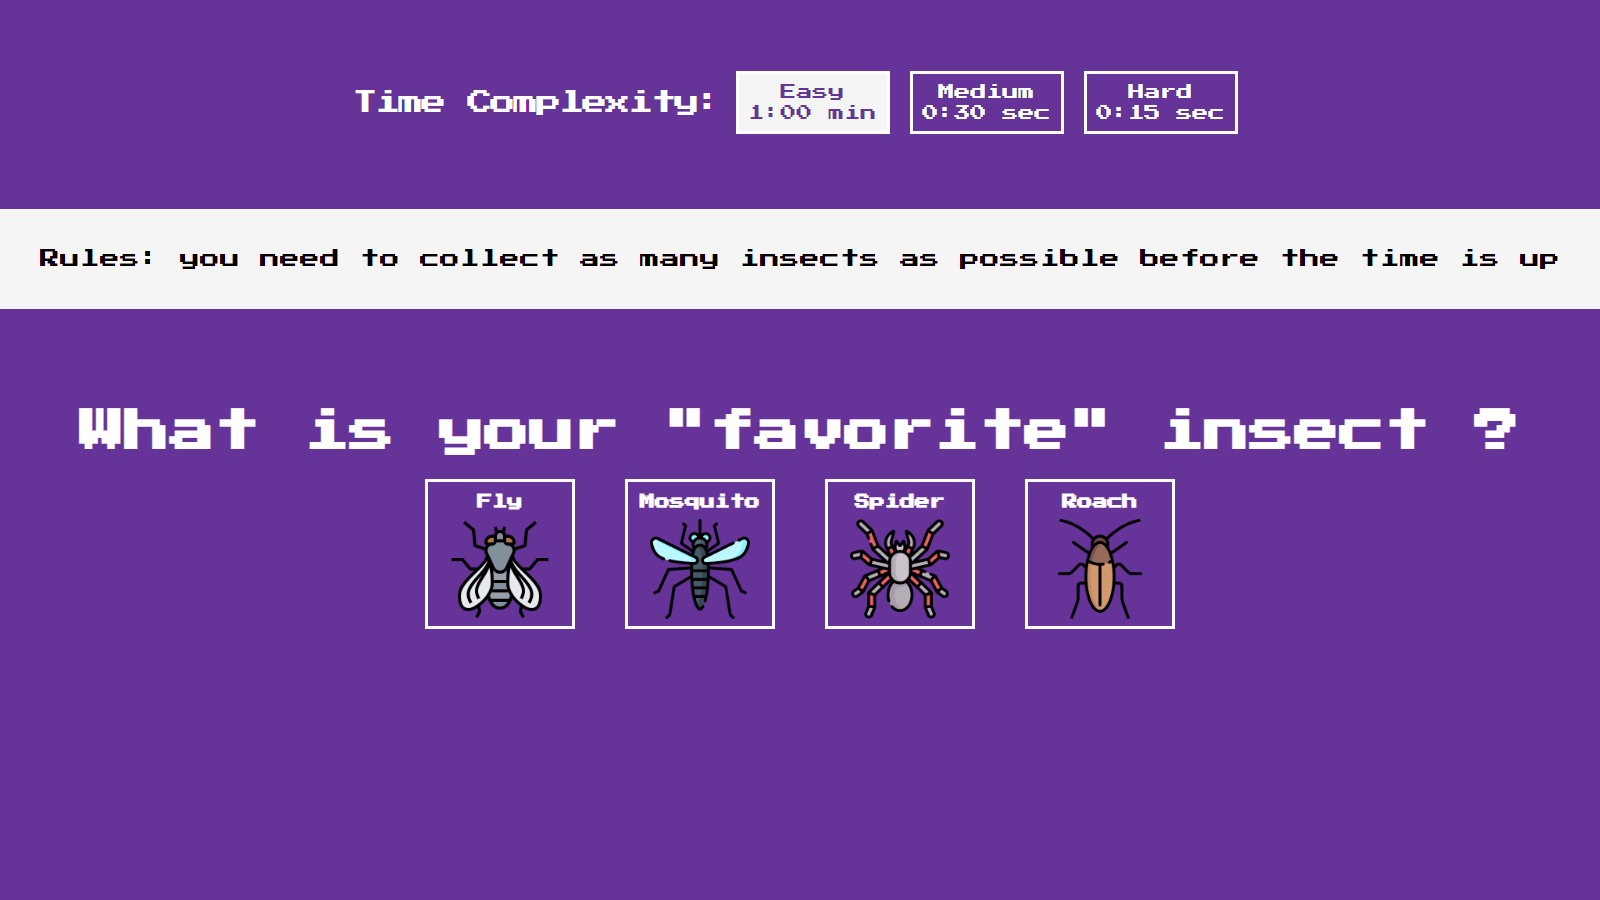 Time Complexity:
Easy
1:00 min
Medium
0:30 sec
Hard
0:15 sec
Rules: you need to collect as many insects as possible before the time is up
What is your "favorite" insect ?
Fly
Mosquito
Spider
Roach